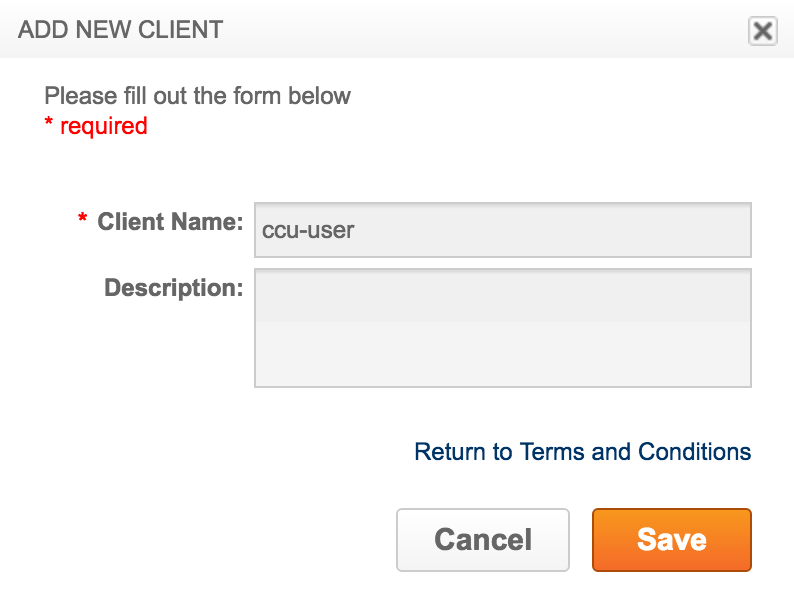 ADD NEW CLIENT
Please fill out the form below
* required
* Client Name: ccu-user
Description:
Return to Terms and Conditions
Cancel Save